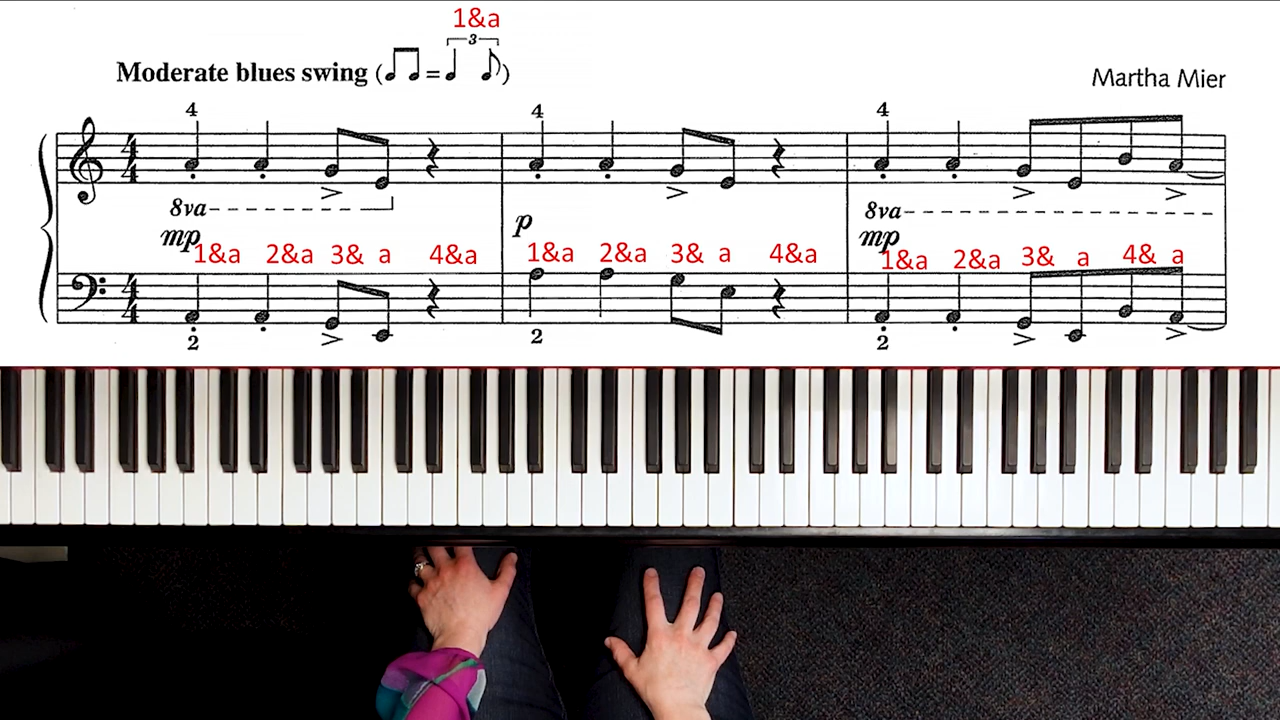 1&a
Moderate blues swing ( = 3 )
Martha Mier
4 4 4
8va 8va
mp p mp
1&a 2&a 3& a 4&a 1&a 2&a 3& a 4&a 1&a 2&a 3& a 4& a
2 2 2